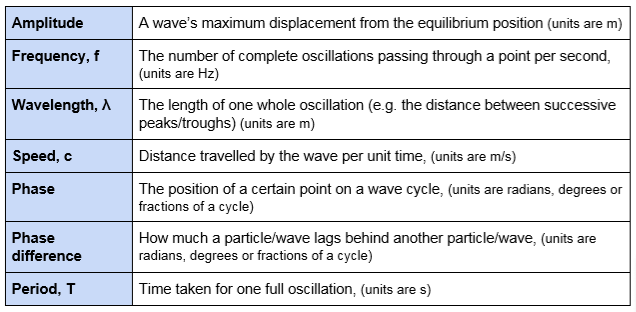 Amplitude
A wave's maximum displacement from the equilibrium position (units are m)
Frequency, f
The number of complete oscillations passing through a point per second,
(units are Hz)
Wavelength, λ
The length of one whole oscillation (e.g. the distance between successive
peaks/troughs) (units are m)
Speed, c
Distance travelled by the wave per unit time, (units are m/s)
Phase
The position of a certain point on a wave cycle, (units are radians, degrees or
fractions of a cycle)
Phase
difference
How much a particle/wave lags behind another particle/wave, (units are
radians, degrees or fractions of a cycle)
Period, T
Time taken for one full oscillation, (units are s)